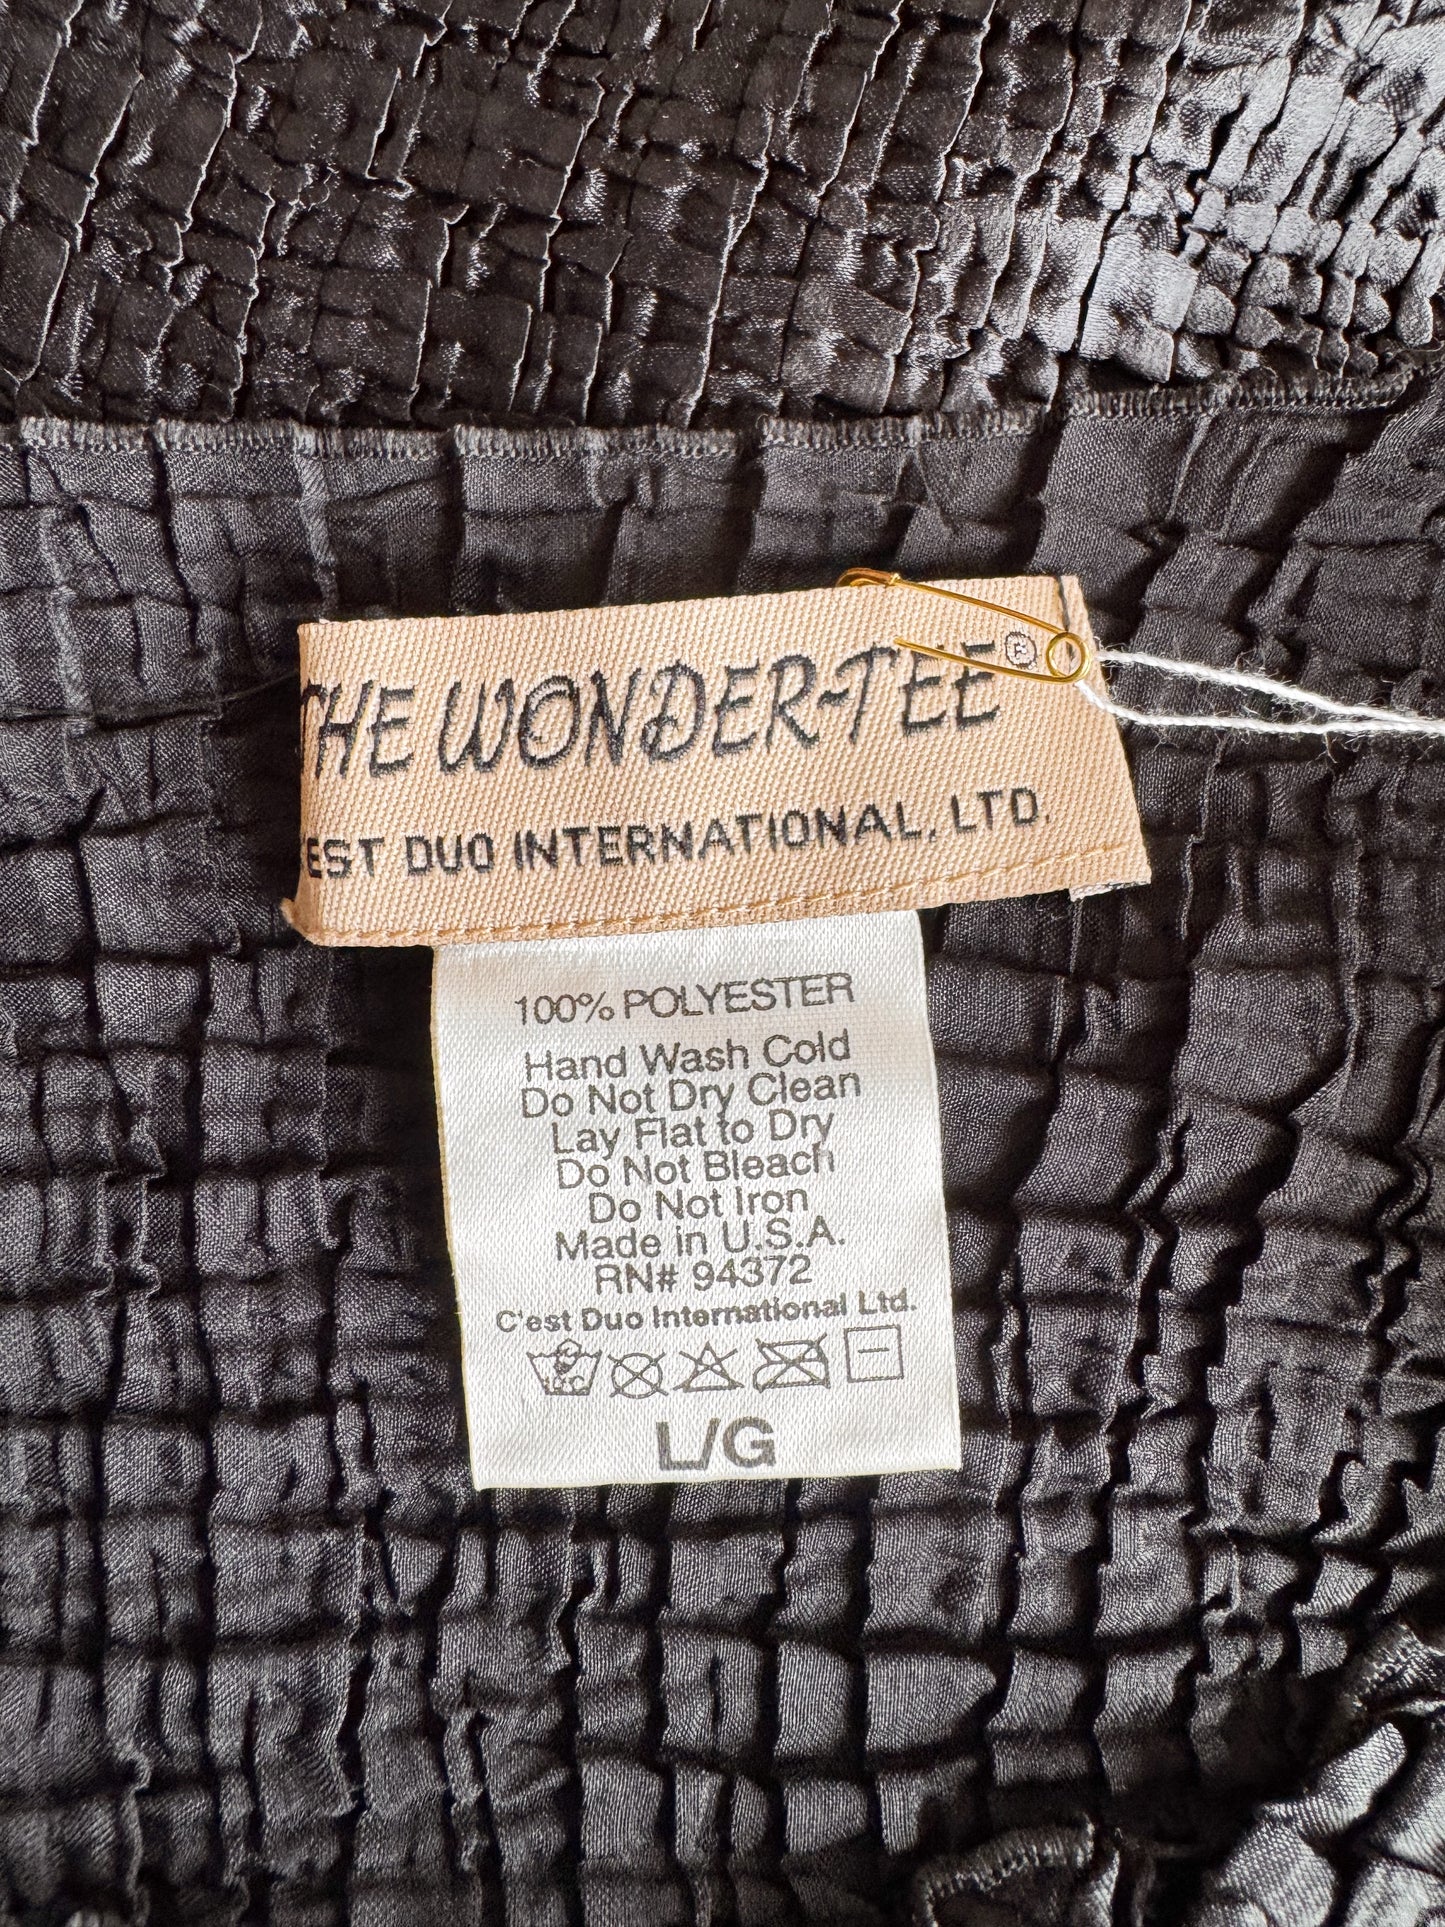 THE WONDER-TEE®
EST DUO INTERNATIONAL, LTD.
100% POLYESTER
Hand Wash Cold
Do Not Dry Clean
Lay Flat to Dry
Do Not Bleach
Do Not Iron
Made in U.S.A.
RN# 94372
C'est Duo International Ltd.
L/G